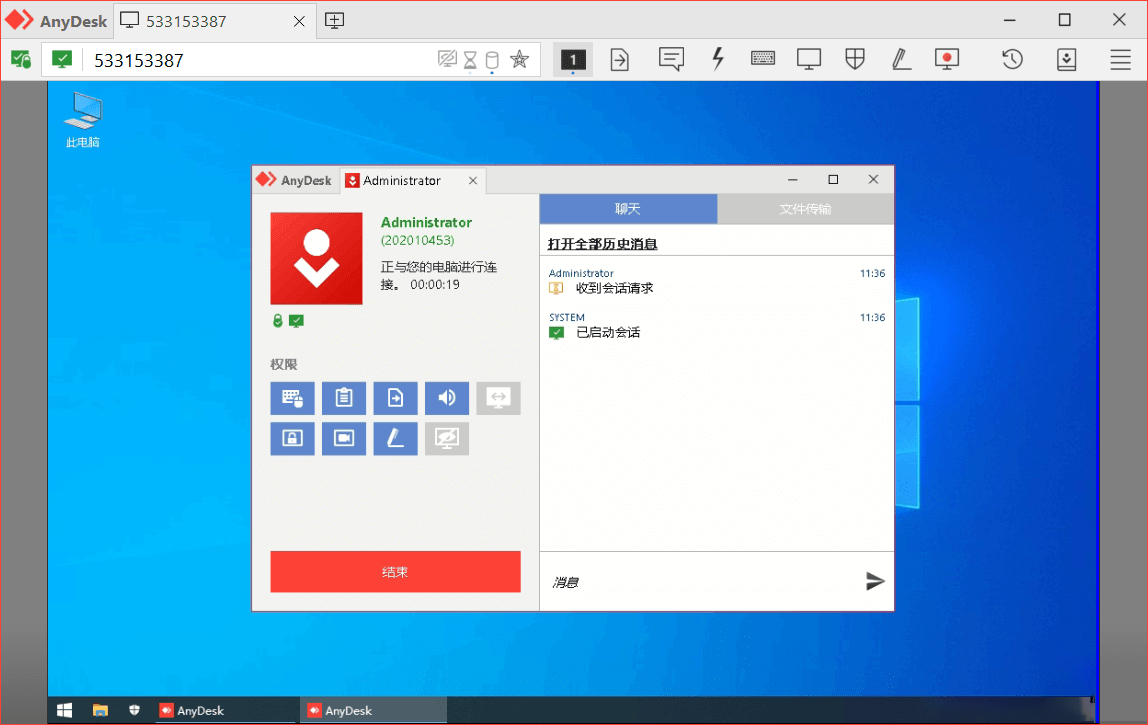 AnyDesk
533153387
533153387
1
此电脑
AnyDesk
Administrator
Administrator
(202010453)
正与您的电脑进行连
接。 00:00:19
权限
结束
聊天
文件传输
打开全部历史消息
Administrator 11:36
收到会话请求
SYSTEM 11:36
已启动会话
消息
AnyDesk
AnyDesk